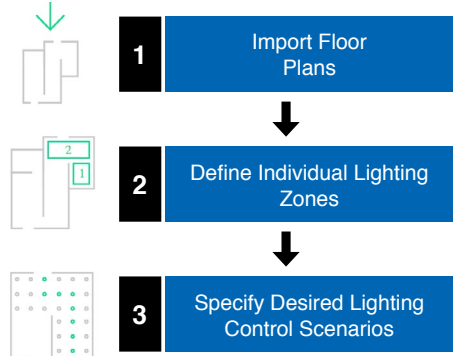 1
Import Floor
Plans
2
1
2
Define Individual Lighting
Zones
3
Specify Desired Lighting
Control Scenarios